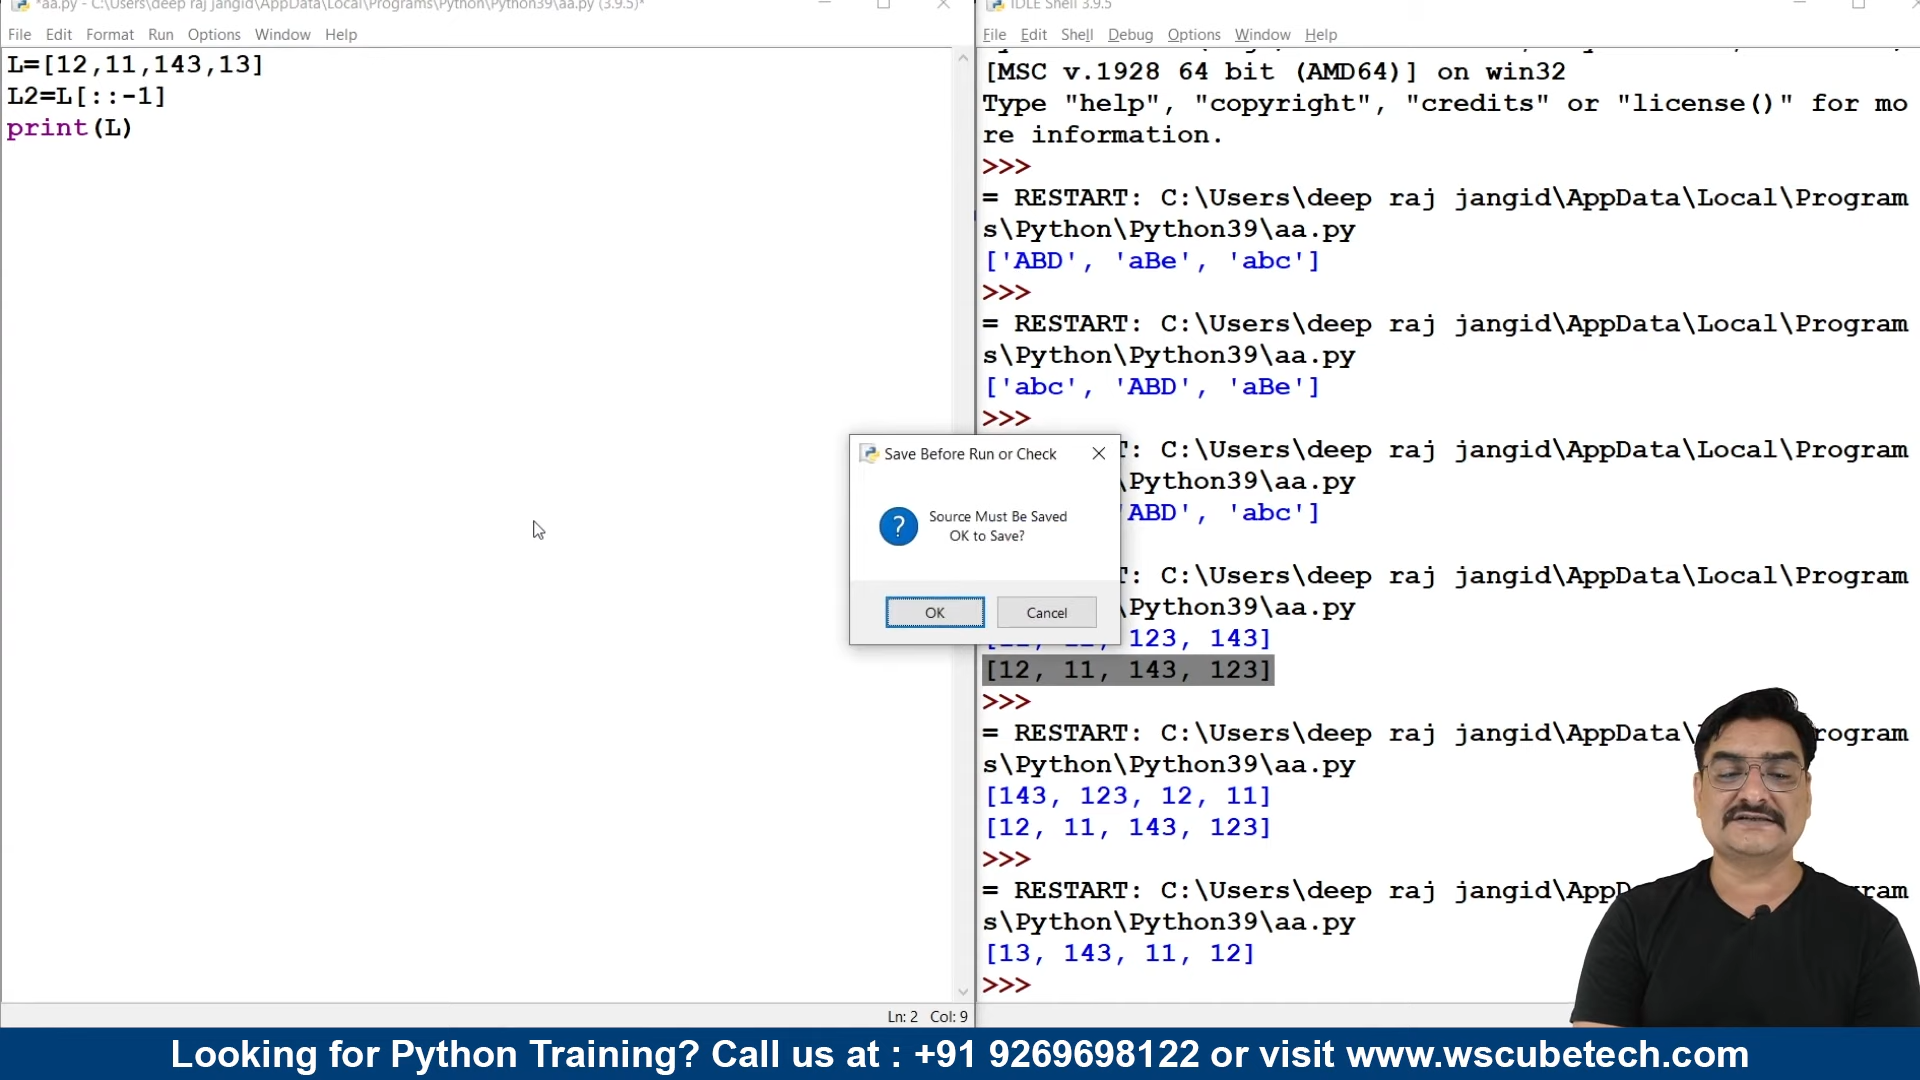 *aa.py - C:\Users\deep raj jangid\AppData\Local\Programs\Python\Python39\aa.py (3.9.5)*
File Edit Format Run Options Window Help
L=[12,11,143,13]
L2=L[::-1]
print(L)
Ln: 2 Col: 9
IDLE Shell 3.9.5
File Edit Shell Debug Options Window Help
[MSC v.1928 64 bit (AMD64)] on win32
Type "help", "copyright", "credits" or "license()" for mo
re information.
>>>
= RESTART: C:\Users\deep raj jangid\AppData\Local\Program
s\Python\Python39\aa.py
['ABD', 'aBe', 'abc']
>>>
= RESTART: C:\Users\deep raj jangid\AppData\Local\Program
s\Python\Python39\aa.py
['abc', 'ABD', 'aBe']
>>>
T: C:\Users\deep raj jangid\AppData\Local\Program
\Python39\aa.py
'ABD', 'abc']
T: C:\Users\deep raj jangid\AppData\Local\Program
\Python39\aa.py
123, 143]
[12, 11, 143, 123]
>>>
= RESTART: C:\Users\deep raj jangid\AppData\ rogram
s\Python\Python39\aa.py
[143, 123, 12, 11]
[12, 11, 143, 123]
>>>
= RESTART: C:\Users\deep raj jangid\App ram
s\Python\Python39\aa.py
[13, 143, 11, 12]
>>>
Save Before Run or Check
Source Must Be Saved
OK to Save?
OK Cancel
Looking for Python Training? Call us at : +91 9269698122 or visit www.wscubetech.com